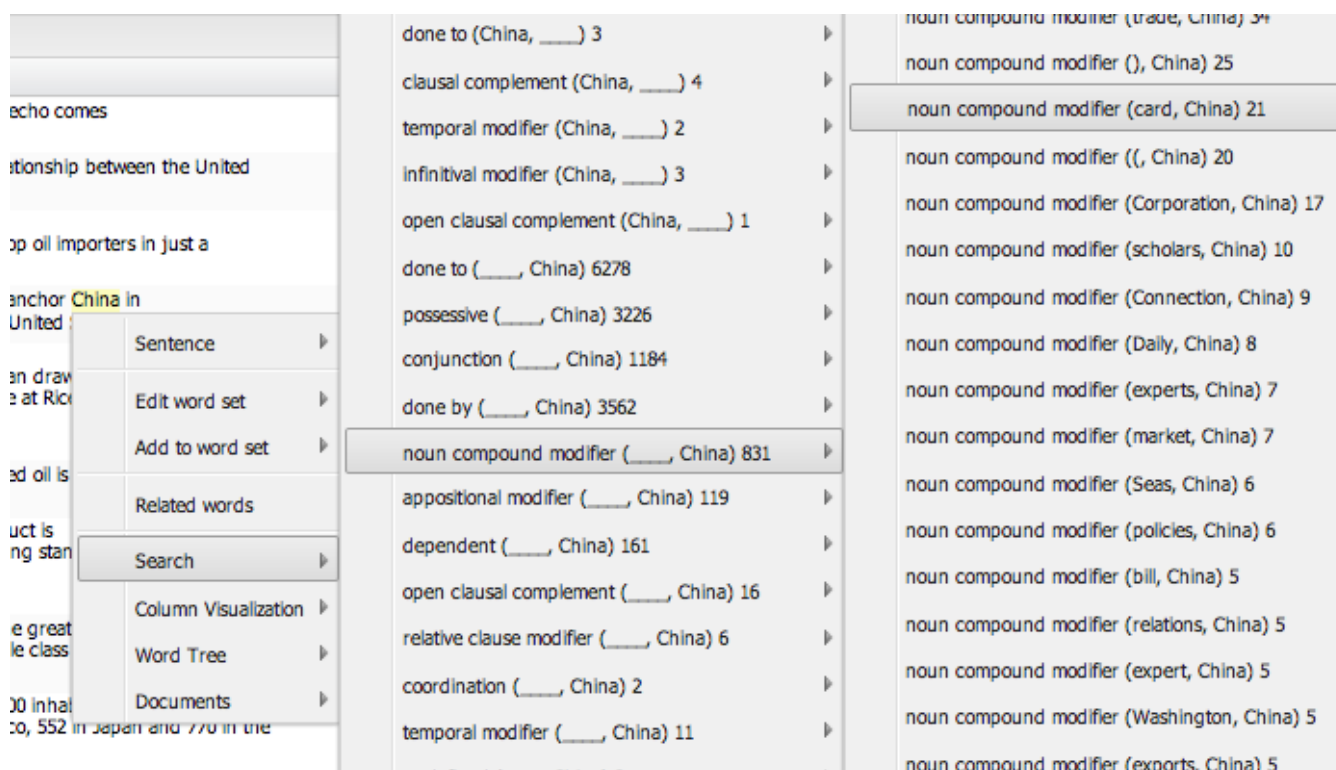 echo comes
ationship between the United
op oil importers in just a
anchor China in
United
an draw
e at Rice
ed oil is
uct is
ng stan
e great
le class
00 inhal
co, 552 in Japan and 770 in the
Sentence
Edit word set
Add to word set
Related words
Search
Column Visualization
Word Tree
Documents
done to (China, ____) 3
clausal complement (China, ____) 4
temporal modifier (China, ____) 2
infinitival modifier (China, ____) 3
open clausal complement (China, ____) 1
done to (____, China) 6278
possessive (____, China) 3226
conjunction (____, China) 1184
done by (____, China) 3562
noun compound modifier (____, China) 831
appositional modifier (____, China) 119
dependent (____, China) 161
open clausal complement (____, China) 16
relative clause modifier (____, China) 6
coordination (____, China) 2
temporal modifier (____, China) 11
noun compound modifier (trade, China) 34
noun compound modifier (), China) 25
noun compound modifier (card, China) 21
noun compound modifier ((, China) 20
noun compound modifier (Corporation, China) 17
noun compound modifier (scholars, China) 10
noun compound modifier (Connection, China) 9
noun compound modifier (Daily, China) 8
noun compound modifier (experts, China) 7
noun compound modifier (market, China) 7
noun compound modifier (Seas, China) 6
noun compound modifier (policies, China) 6
noun compound modifier (bill, China) 5
noun compound modifier (relations, China) 5
noun compound modifier (expert, China) 5
noun compound modifier (Washington, China) 5
noun compound modifier (exports, China) 5